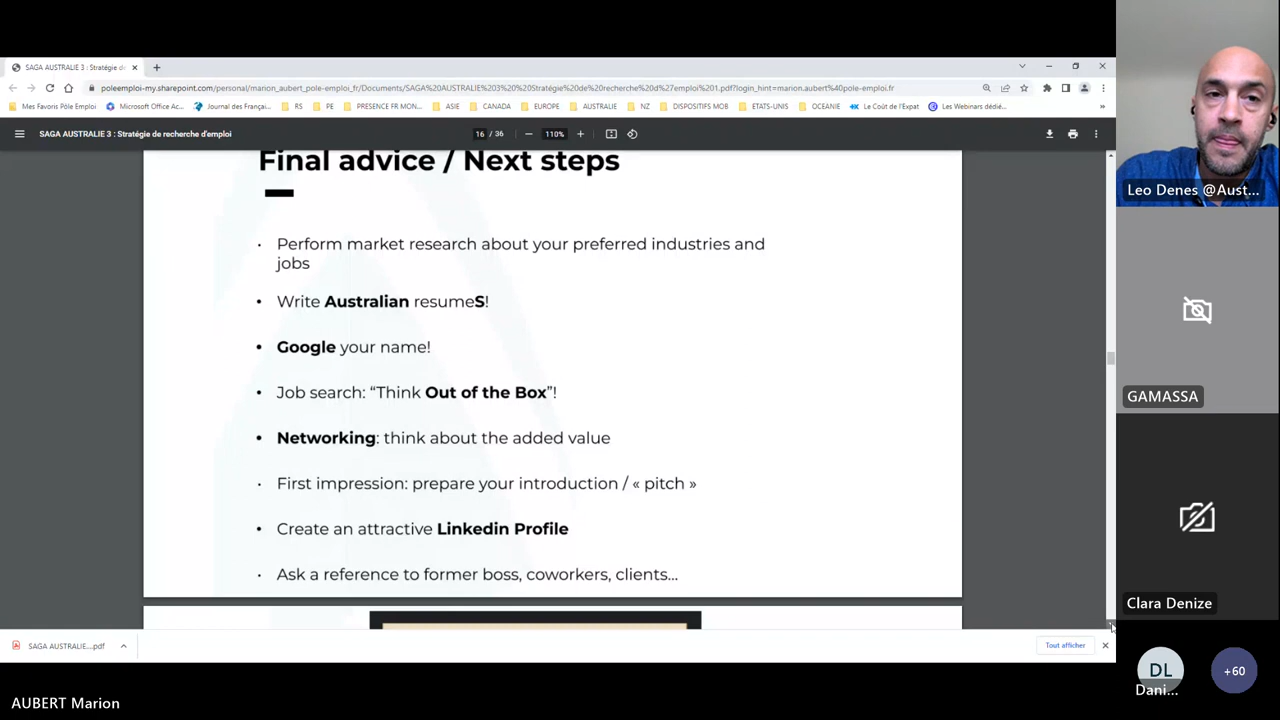 SAGA AUSTRALIE 3 : Stratégie de
poleemploi-my.sharepoint.com/personal/marion_aubert_pole-emploi_fr/Documents/SAGA%20AUSTRALIE%203%20%20Stratégie%20de%20recherche%20d%27emploi%201.pdf?login_hint=marion.aubert%40pole-emploi.fr
Mes Favoris Pôle Emploi Microsoft Office Ac... Journal des Françai... RS PE PRESENCE FR MON... ASIE CANADA EUROPE AUSTRALIE NZ DISPOSITIFS MOB ETATS-UNIS OCEANIE Le Coût de l'Expat Les Webinars dédié... »
SAGA AUSTRALIE 3 : Stratégie de recherche d'emploi 16 / 36 110%
Final advice / Next steps
• Perform market research about your preferred industries and
jobs
• Write Australian resumeS!
• Google your name!
• Job search: “Think Out of the Box”!
• Networking: think about the added value
• First impression: prepare your introduction / « pitch »
• Create an attractive Linkedin Profile
• Ask a reference to former boss, coworkers, clients...
SAGA AUSTRALIE....pdf Tout afficher
AUBERT Marion
Leo Denes @Aust...
GAMASSA
Clara Denize
DL
Dani...
+60